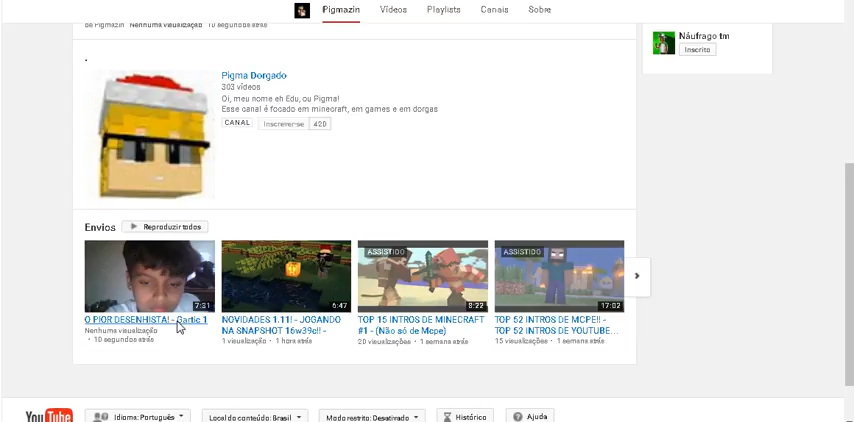 Pigmazin Vídeos Playlists Canais Sobre
de Pigmazin Nenhuma visualização 10 segundos atrás
Náufrago tm
Inscrito
.
Pigma Dorgado
303 vídeos
Oi, meu nome eh Edu, ou Pigma!
Esse canal é focado em minecraft, em games e em dorgas
CANAL Inscrever-se 420
Envios Reproduzir todos
7:31
6:47
ASSISTIDO
8:22
ASSISTIDO
17:02
O PIOR DESENHISTA! - Gartic 1
Nenhuma visualização
• 10 segundos atrás
NOVIDADES 1.11! - JOGANDO
NA SNAPSHOT 16w39c!! -
1 visualização • 1 hora atrás
TOP 15 INTROS DE MINECRAFT
#1 - (Não só de Mcpe)
20 visualizações • 1 semana atrás
TOP 52 INTROS DE MCPE!! -
TOP 52 INTROS DE YOUTUBE...
15 visualizações • 1 semana atrás
YouTube Idioma: Português Local do conteúdo: Brasil Modo restrito: Desativado Histórico Ajuda